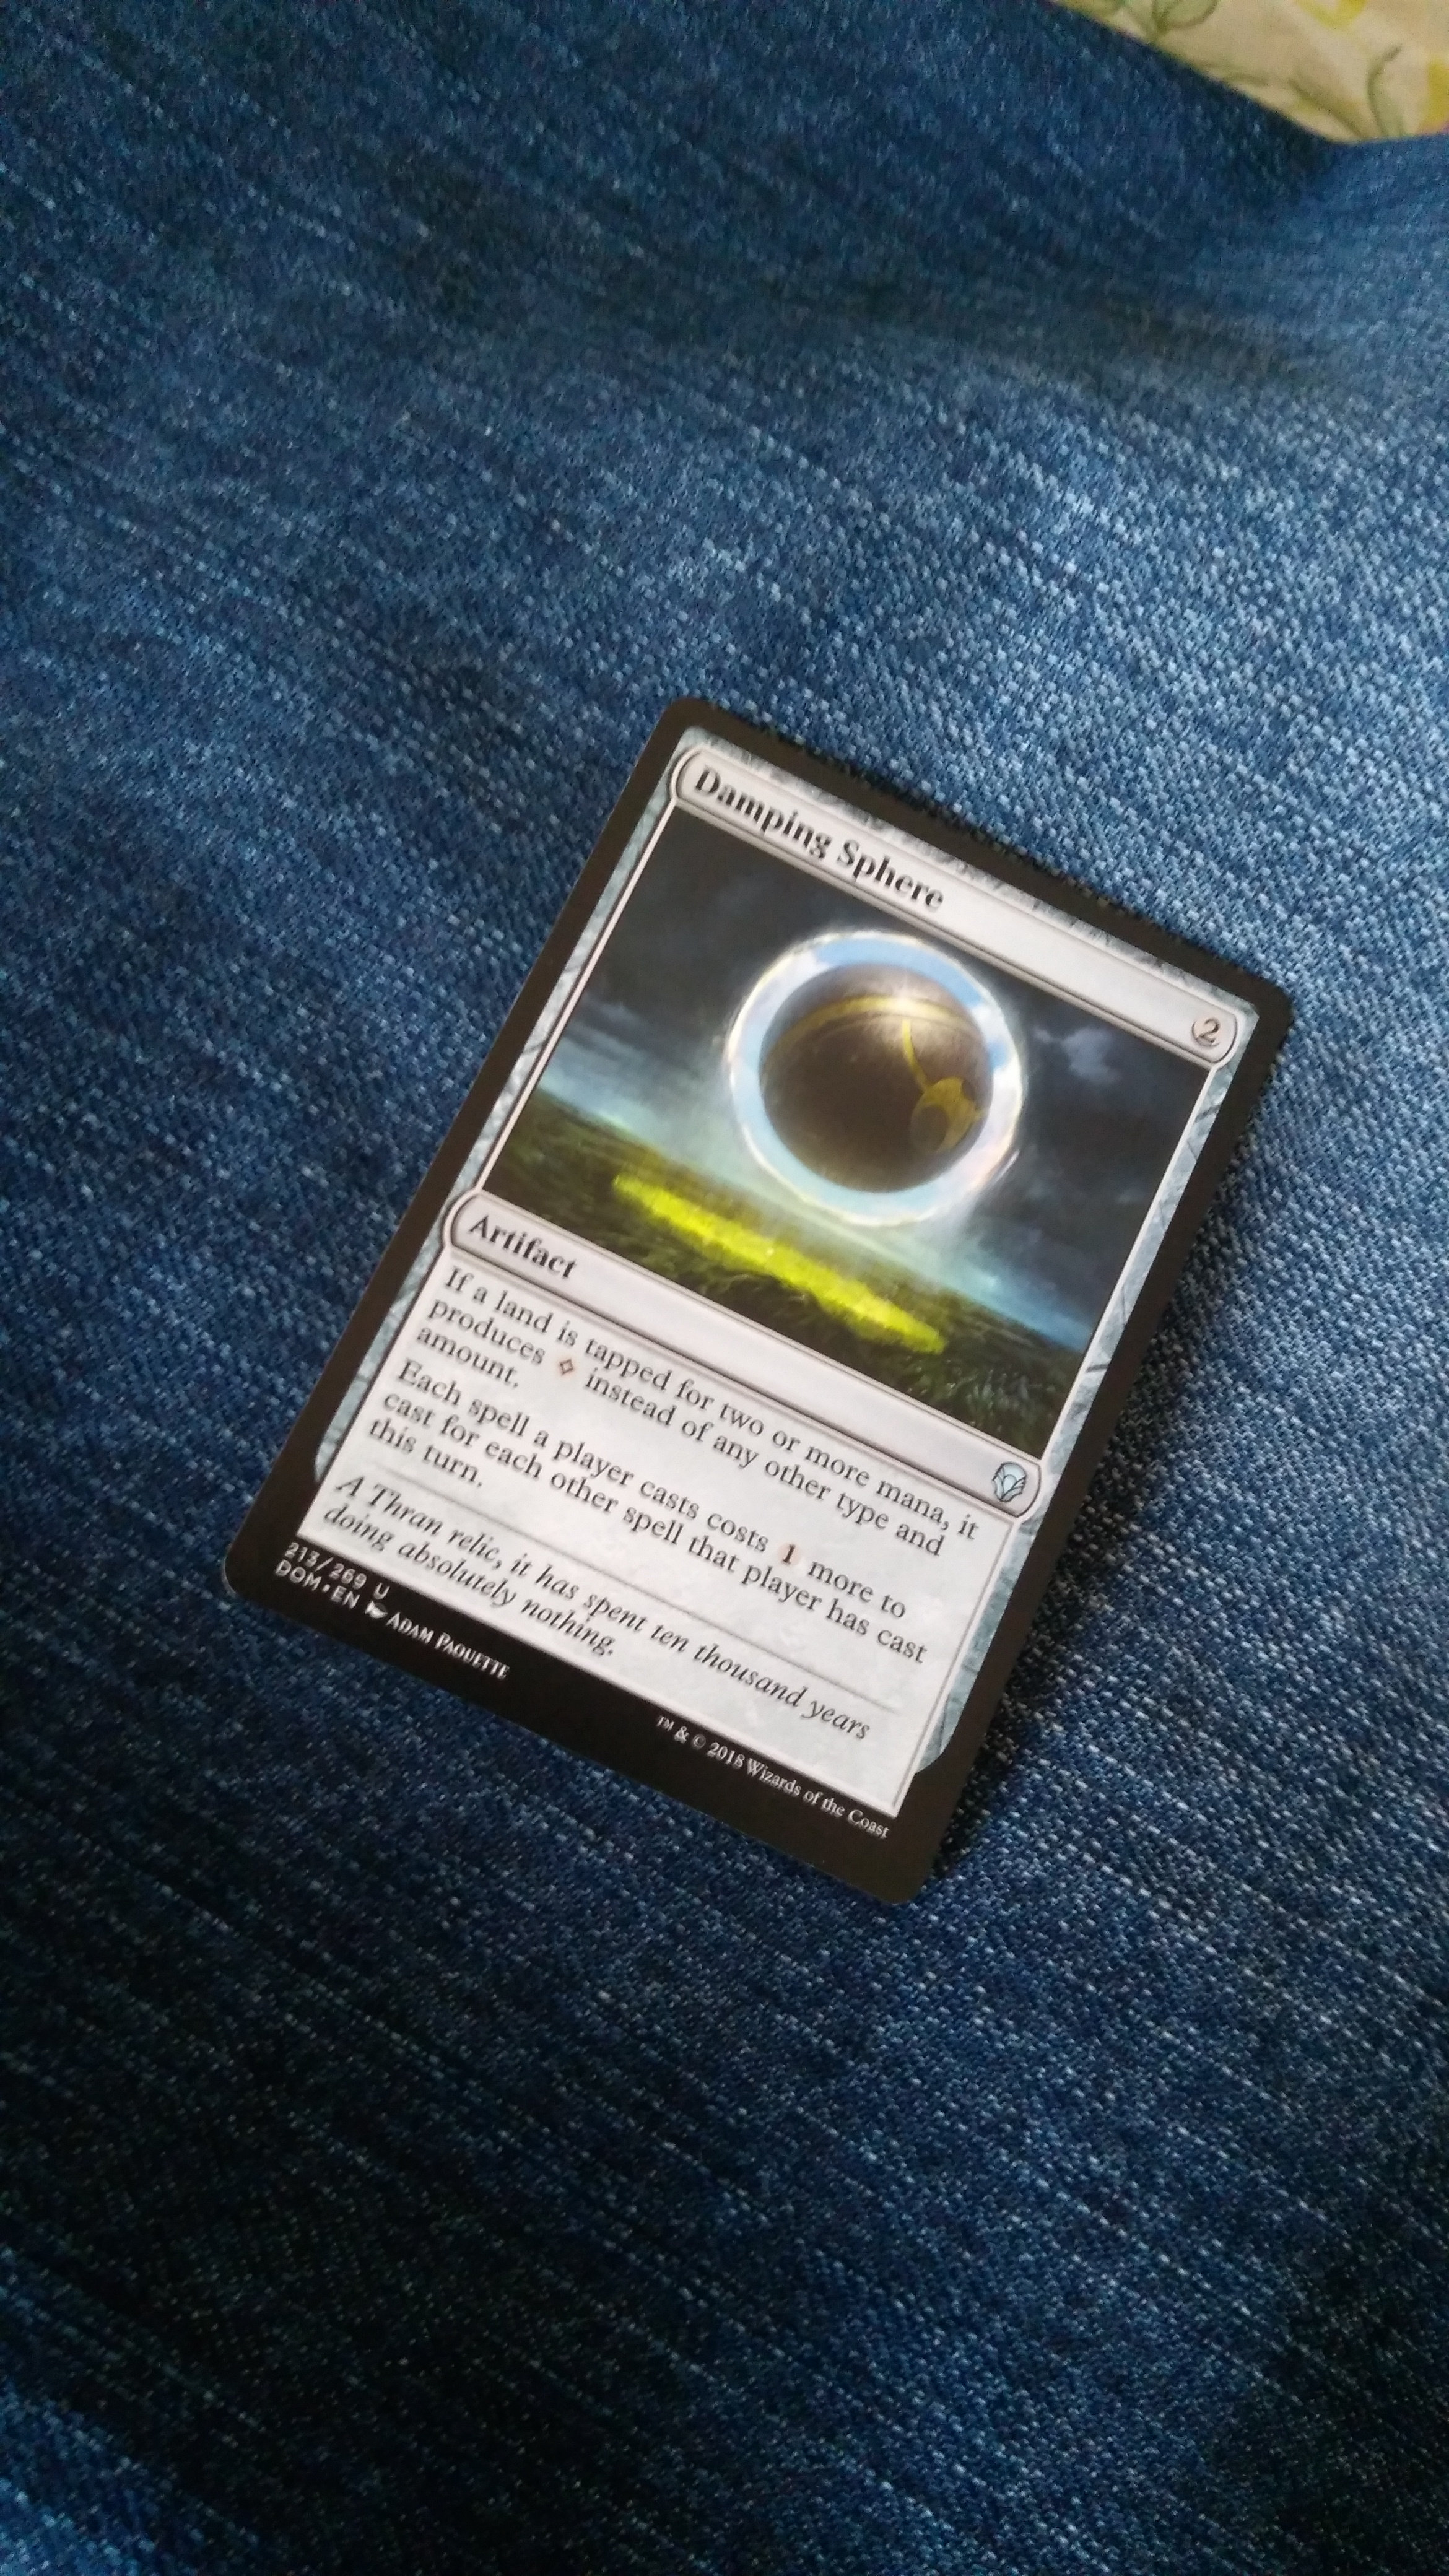 Damping Sphere 2
Artifact
If a land is tapped for two or more mana, it
produces ◇ instead of any other type and
amount.
Each spell a player casts costs 1 more to
cast for each other spell that player has cast
this turn.
A Thran relic, it has spent ten thousand years
doing absolutely nothing.
213/269 U
DOM • EN ADAM PAQUETTE
™ & © 2018 Wizards of the Coast